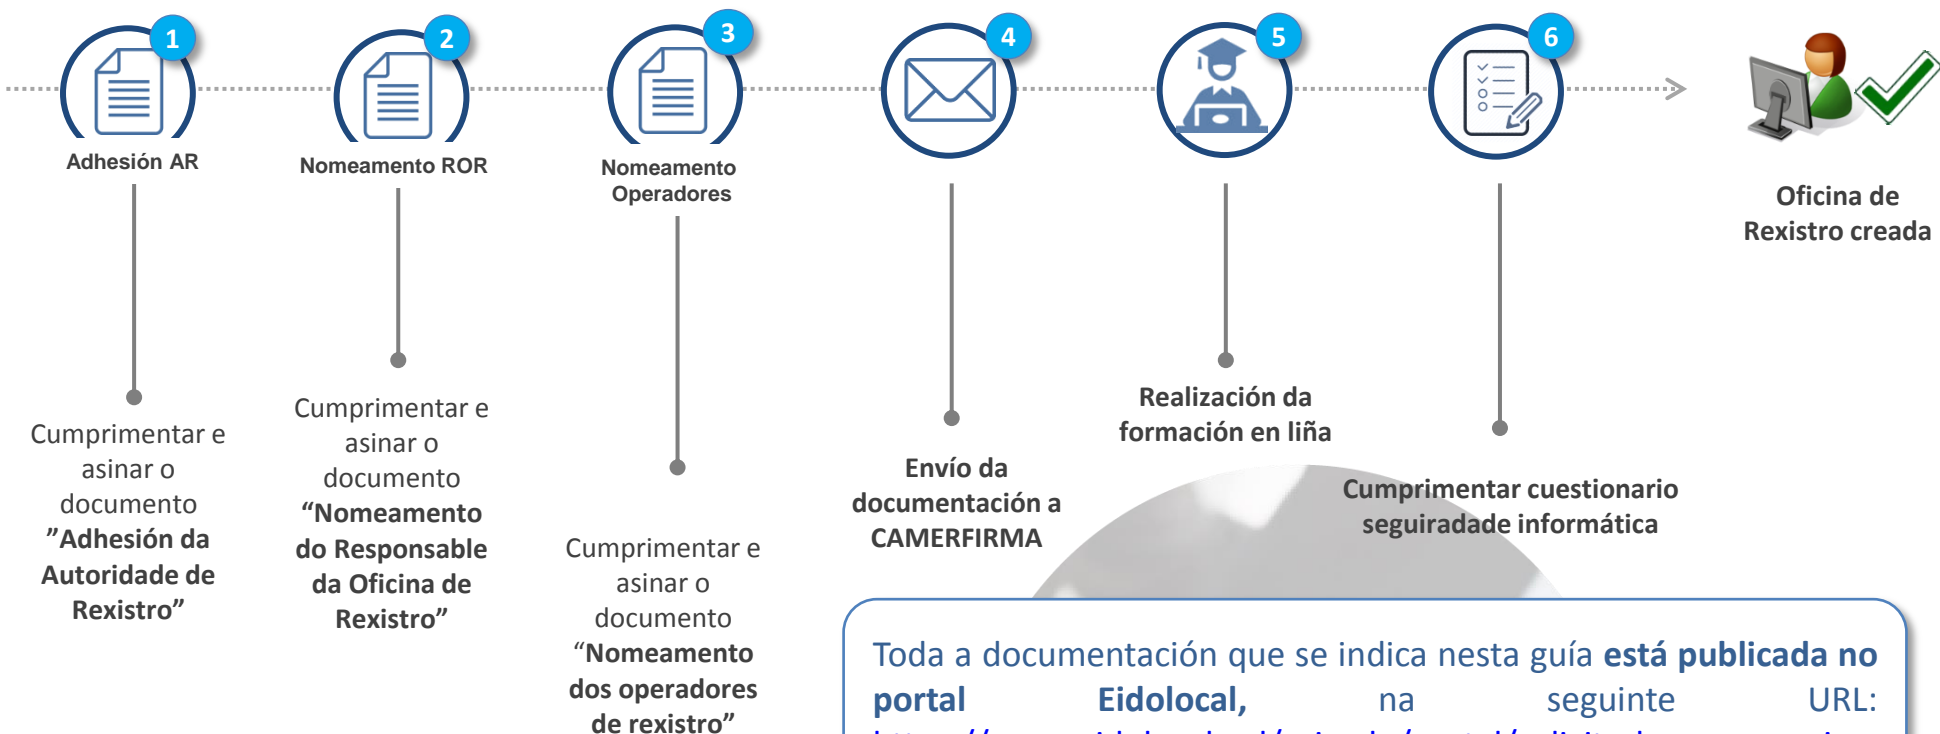 1
2
3
4
5
6
Adhesión AR
Nomeamento ROR
Nomeamento
Operadores
Oficina de
Rexistro creada
Cumprimentar e
asinar o
documento
”Adhesión da
Autoridade de
Rexistro”
Cumprimentar e
asinar o
documento
“Nomeamento
do Responsable
da Oficina de
Rexistro”
Cumprimentar e
asinar o
documento
“Nomeamento
dos operadores
de rexistro”
Envío da
documentación a
CAMERFIRMA
Realización da
formación en liña
Cumprimentar cuestionario
seguiradade informática
Toda a documentación que se indica nesta guía está publicada no
portal Eidolocal, na seguinte URL: